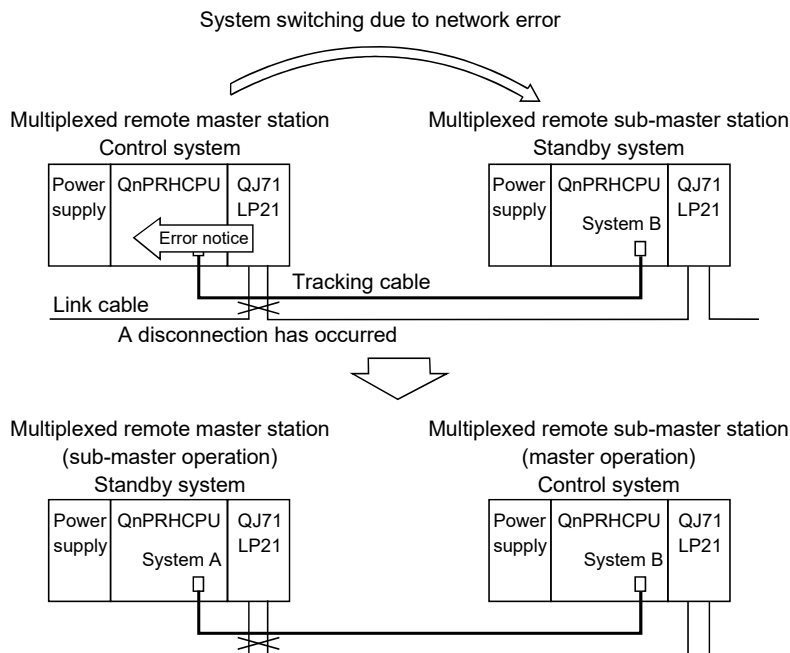 System switching due to network error
Multiplexed remote master station
Control system
Multiplexed remote sub-master station
Standby system
Power
supply
QnPRHCPU
QJ71
LP21
Error notice
Power
supply
QnPRHCPU
System B
QJ71
LP21
Tracking cable
Link cable
A disconnection has occurred
Multiplexed remote master station
(sub-master operation)
Standby system
Multiplexed remote sub-master station
(master operation)
Control system
Power
supply
QnPRHCPU
System A
QJ71
LP21
Power
supply
QnPRHCPU
System B
QJ71
LP21